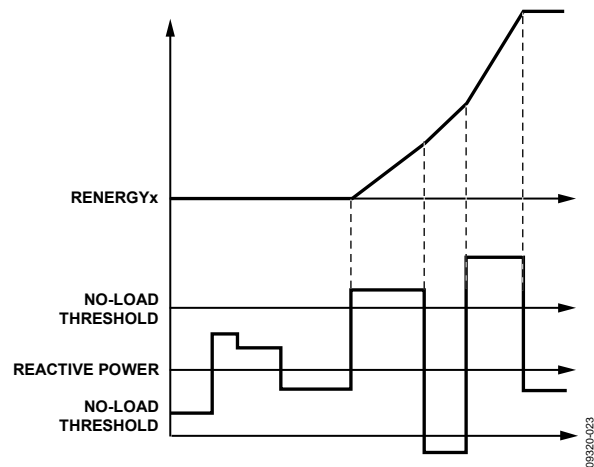 RENERGYx
NO-LOAD
THRESHOLD
REACTIVE POWER
NO-LOAD
THRESHOLD
09320-023